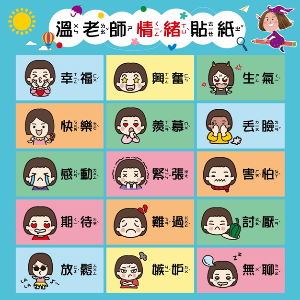 溫老師情緒貼紙
幸福 興奮 生氣
快樂 羨慕 丟臉
感動 緊張 害怕
期待 難過 討厭
放鬆 嫉妒 無聊